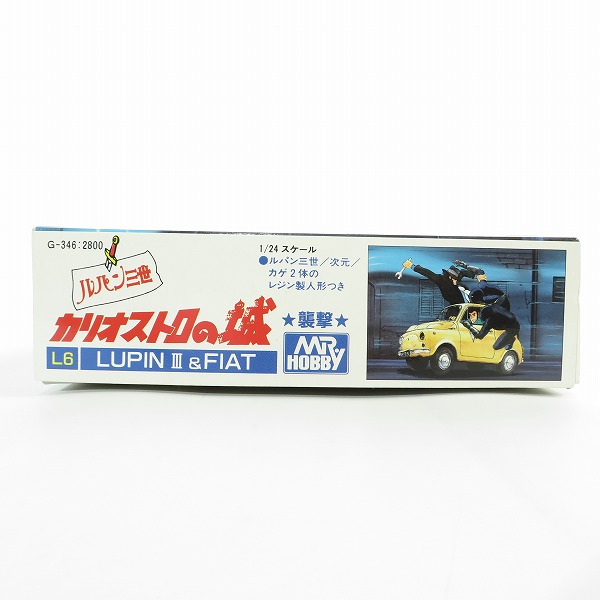 G-346:2800
ルパン三世
カリオストロの城
L6 LUPIN III & FIAT
1/24 スケール
●ルパン三世/次元/
カゲ2体の
レジン製人形つき
★襲撃★
MR HOBBY